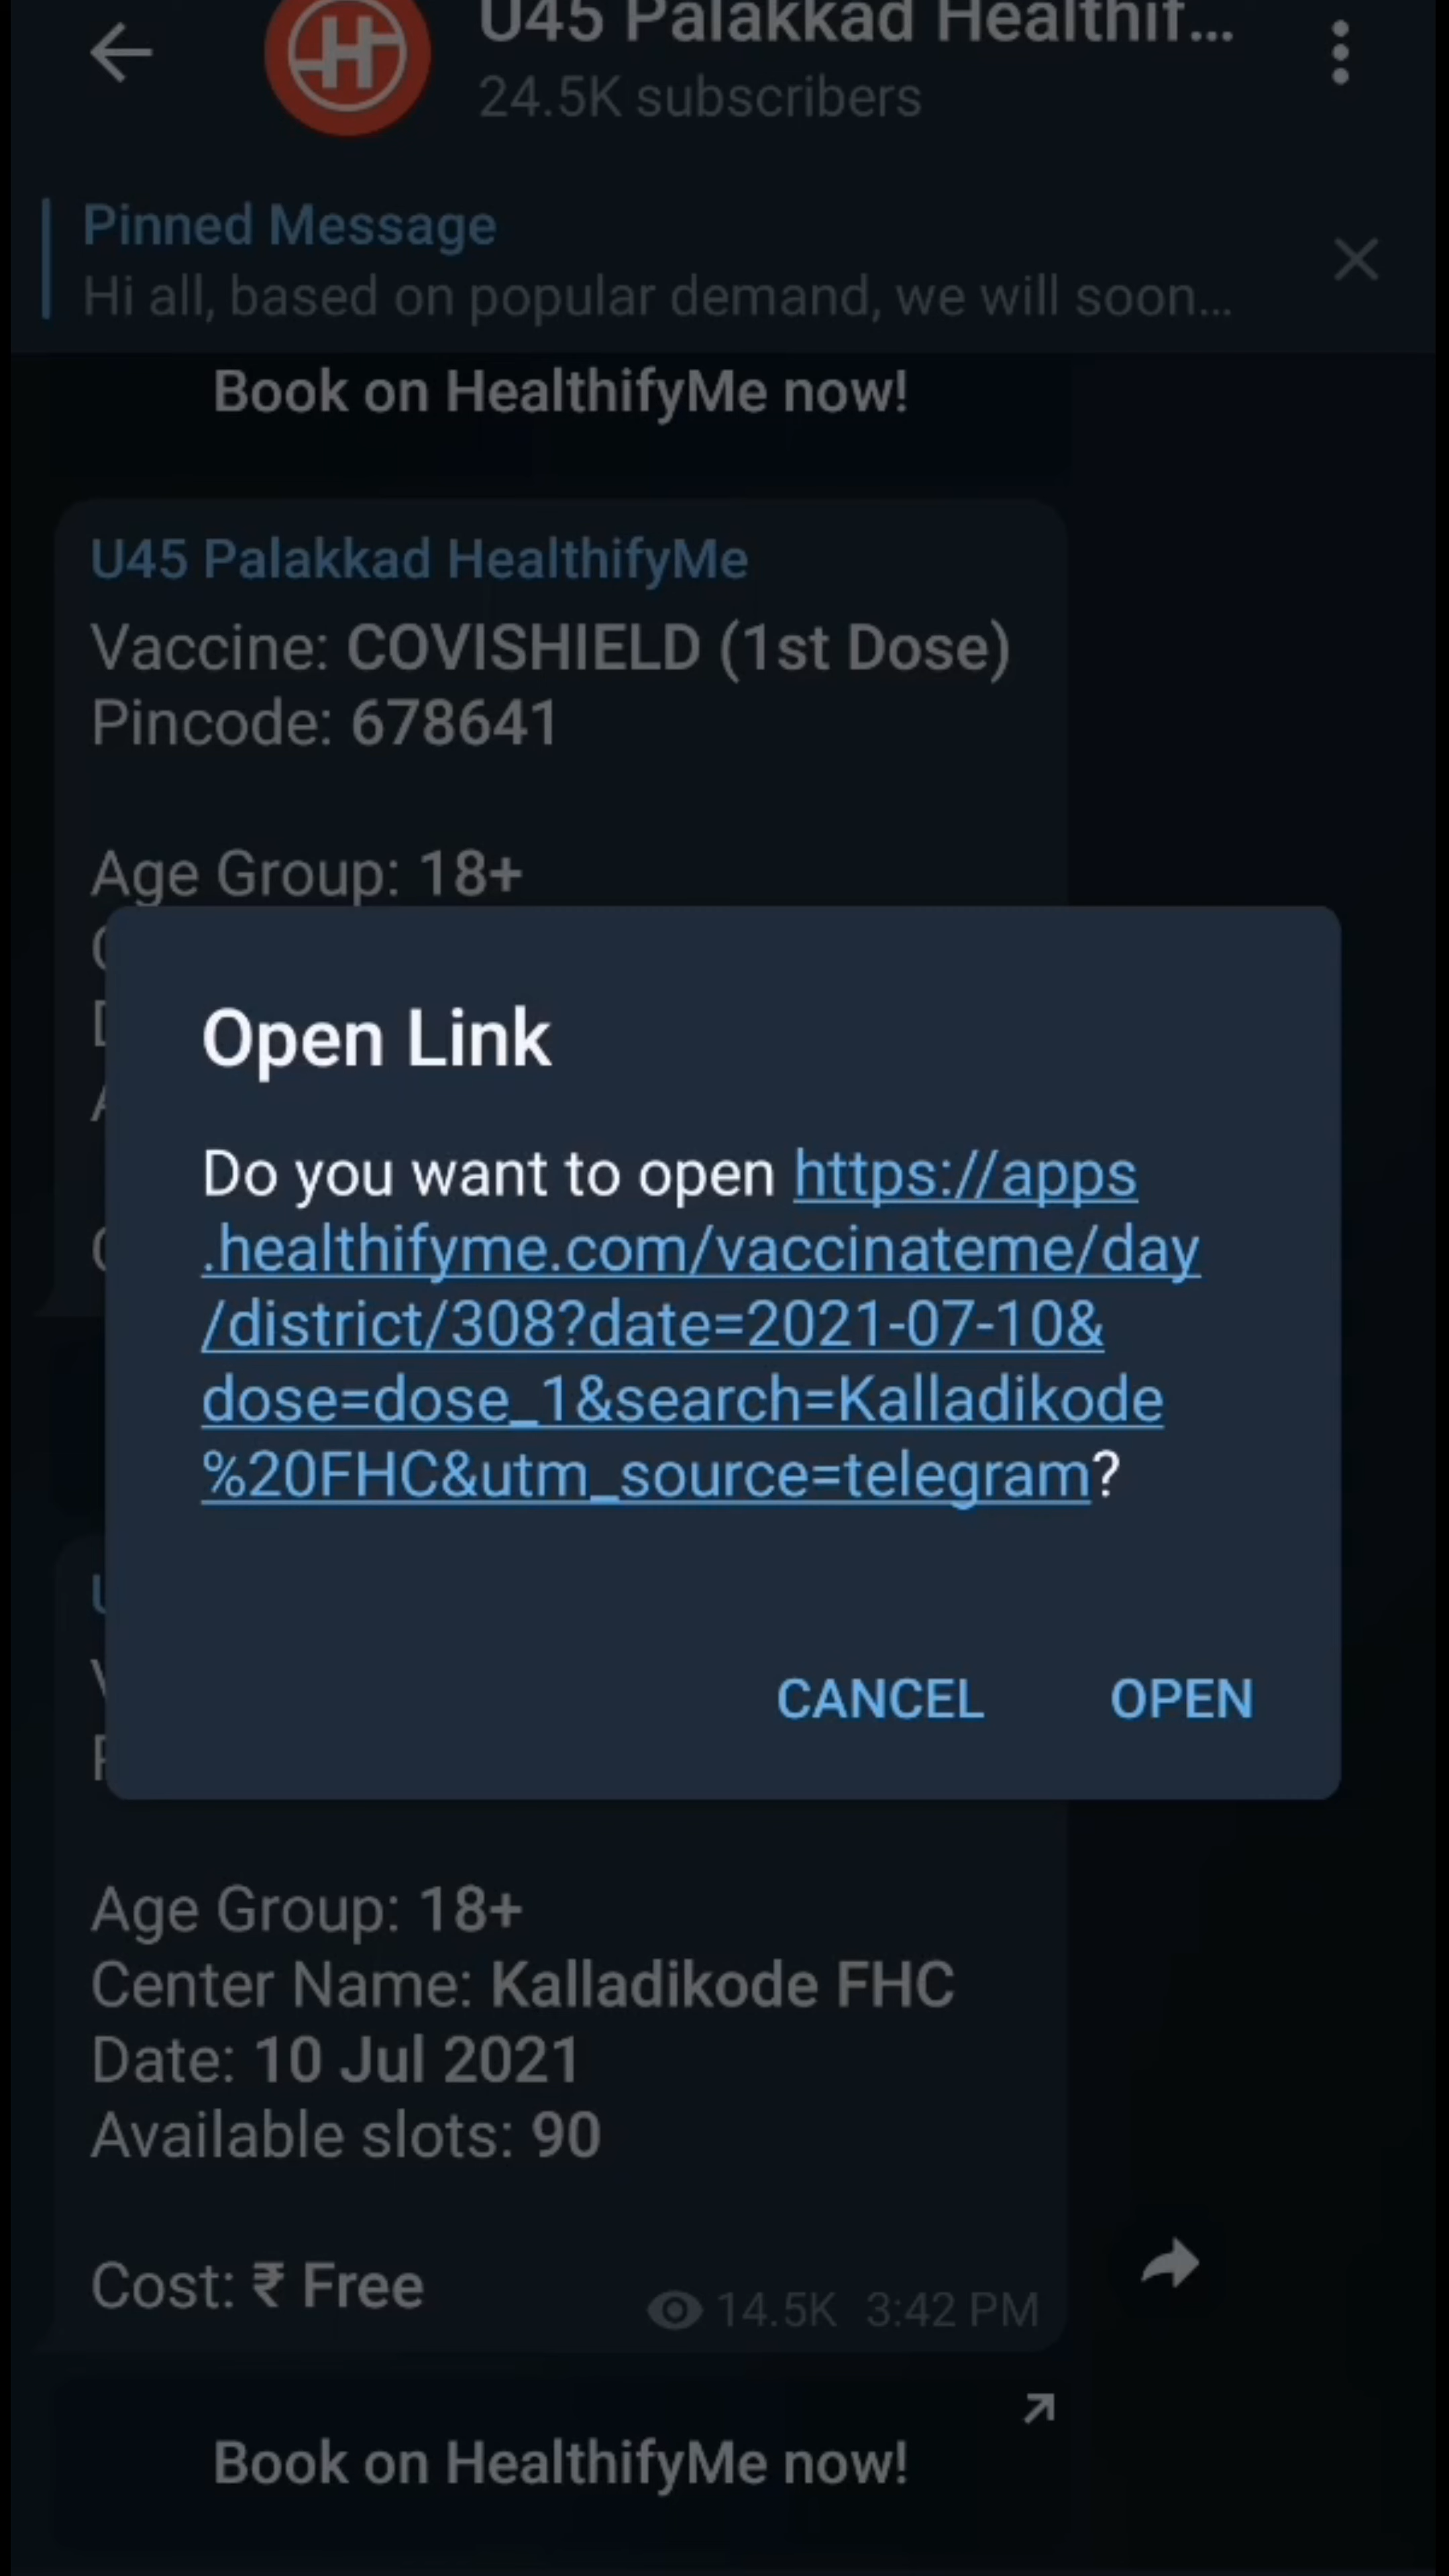 U45 Palakkad Healthif...
24.5K subscribers
Pinned Message
Hi all, based on popular demand, we will soon...
Book on HealthifyMe now!
U45 Palakkad HealthifyMe
Vaccine: COVISHIELD (1st Dose)
Pincode: 678641
Age Group: 18+
Open Link
Do you want to open https://apps
.healthifyme.com/vaccinateme/day
/district/308?date=2021-07-10&
dose=dose_1&search=Kalladikode
%20FHC&utm_source=telegram?
CANCEL OPEN
Age Group: 18+
Center Name: Kalladikode FHC
Date: 10 Jul 2021
Available slots: 90
Cost: ₹ Free
14.5K 3:42 PM
Book on HealthifyMe now!